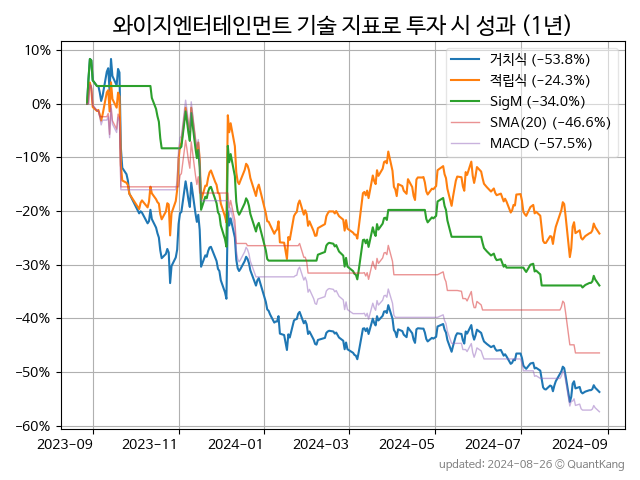 와이지엔터테인먼트 기술 지표로 투자 시 성과 (1년)
거치식 (−53.8%)
적립식 (−24.3%)
SigM (−34.0%)
SMA(20) (−46.6%)
MACD (−57.5%)
10%
0%
−10%
−20%
−30%
−40%
−50%
−60%
2023-09 2023-11 2024-01 2024-03 2024-05 2024-07 2024-09
updated: 2024-08-26 © QuantKang